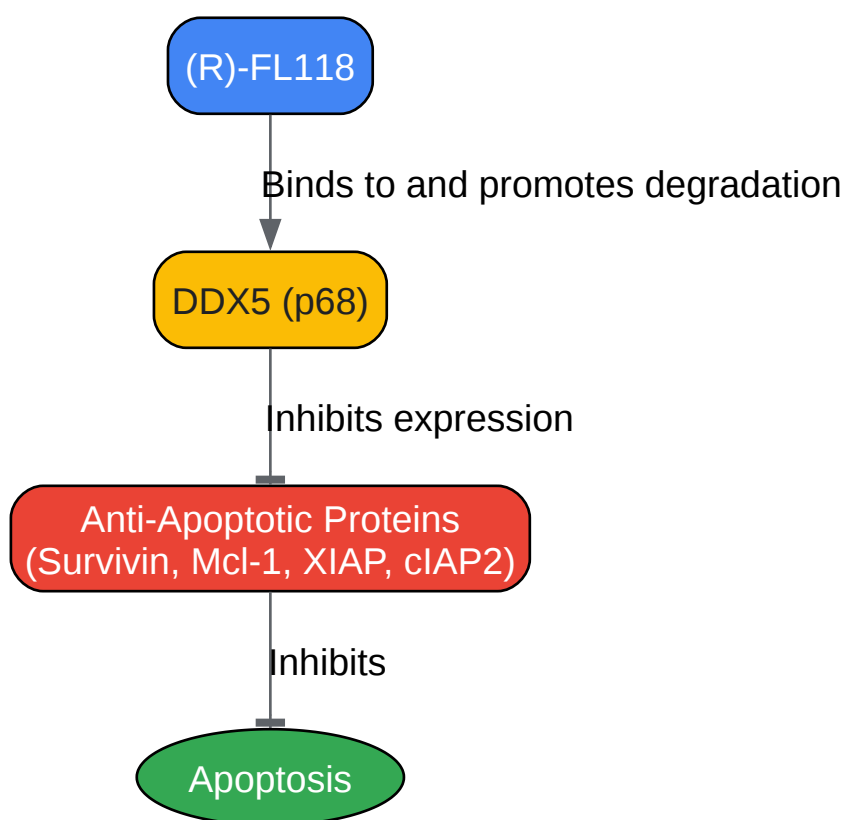 (R)-FL118
Binds to and promotes degradation
DDX5 (p68)
Inhibits expression
Anti-Apoptotic Proteins
(Survivin, Mcl-1, XIAP, cIAP2)
Inhibits
Apoptosis